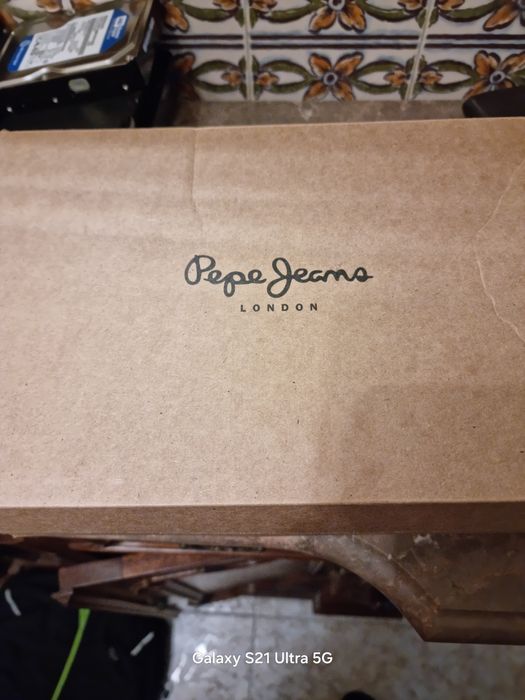 Pepe Jeans
LONDON
Galaxy S21 Ultra 5G